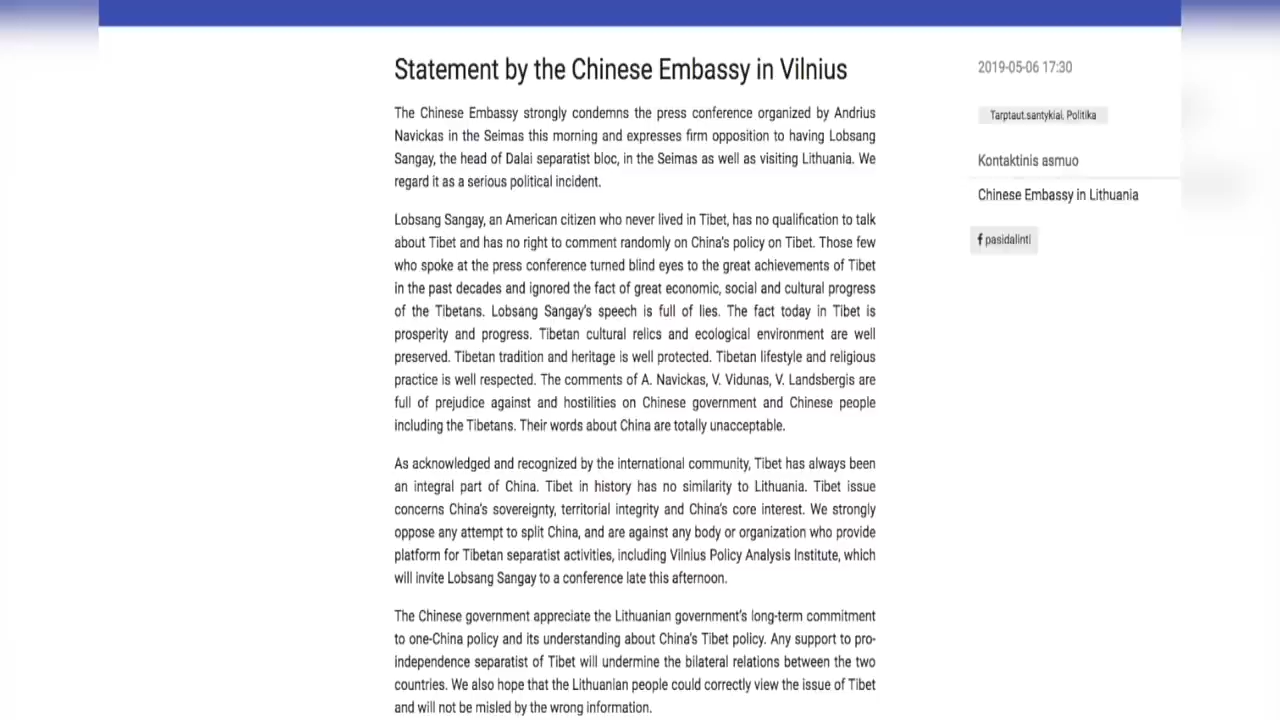 Statement by the Chinese Embassy in Vilnius
The Chinese Embassy strongly condemns the press conference organized by Andrius
Navickas in the Seimas this morning and expresses firm opposition to having Lobsang
Sangay, the head of Dalai separatist bloc, in the Seimas as well as visiting Lithuania. We
regard it as a serious political incident.
Lobsang Sangay, an American citizen who never lived in Tibet, has no qualification to talk
about Tibet and has no right to comment randomly on China's policy on Tibet. Those few
who spoke at the press conference turned blind eyes to the great achievements of Tibet
in the past decades and ignored the fact of great economic, social and cultural progress
of the Tibetans. Lobsang Sangay's speech is full of lies. The fact today in Tibet is
prosperity and progress. Tibetan cultural relics and ecological environment are well
preserved. Tibetan tradition and heritage is well protected. Tibetan lifestyle and religious
practice is well respected. The comments of A. Navickas, V. Vidunas, V. Landsbergis are
full of prejudice against and hostilities on Chinese government and Chinese people
including the Tibetans. Their words about China are totally unacceptable.
As acknowledged and recognized by the international community, Tibet has always been
an integral part of China. Tibet in history has no similarity to Lithuania. Tibet issue
concerns China's sovereignty, territorial integrity and China's core interest. We strongly
oppose any attempt to split China, and are against any body or organization who provide
platform for Tibetan separatist activities, including Vilnius Policy Analysis Institute, which
will invite Lobsang Sangay to a conference late this afternoon.
The Chinese government appreciate the Lithuanian government's long-term commitment
to one-China policy and its understanding about China's Tibet policy. Any support to pro-
independence separatist of Tibet will undermine the bilateral relations between the two
countries. We also hope that the Lithuanian people could correctly view the issue of Tibet
and will not be misled by the wrong information.
2019-05-06 17:30
Tarptaut.santykiai, Politika
Kontaktinis asmuo
Chinese Embassy in Lithuania
f pasidalinti